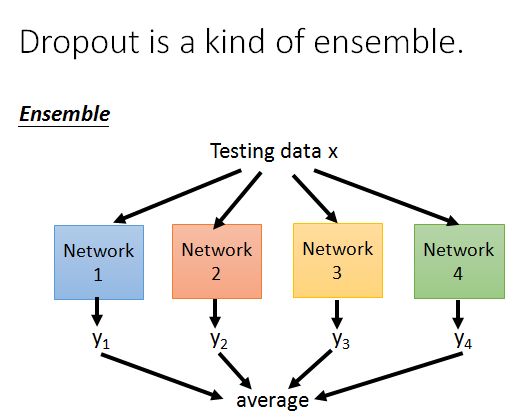 Dropout is a kind of ensemble.
Ensemble
Testing data x
Network 1
Network 2
Network 3
Network 4
y₁
y₂
y₃
y₄
average